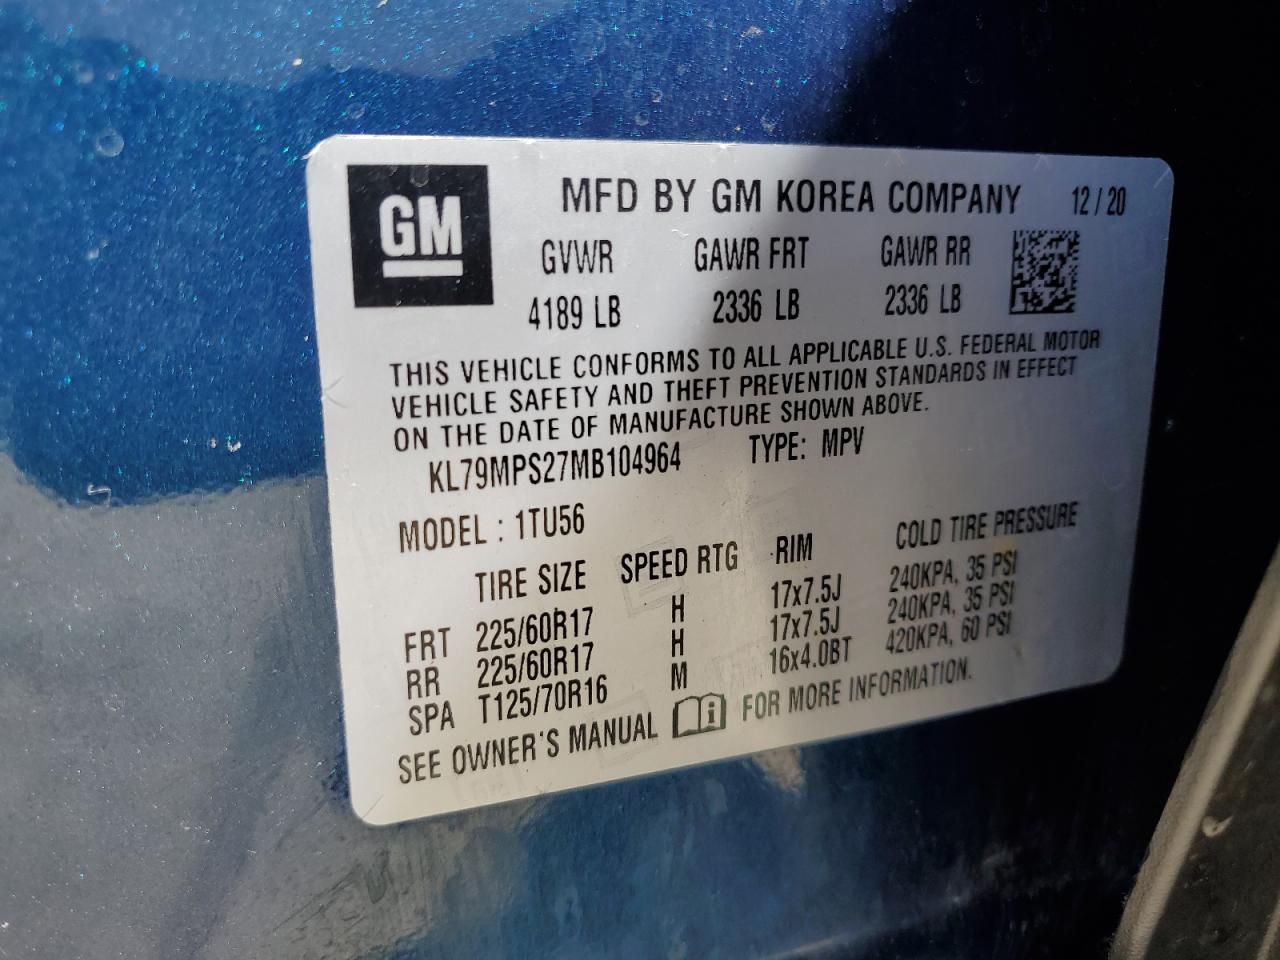 GM
MFD BY GM KOREA COMPANY 12/20
GVWR GAWR FRT GAWR RR
4189 LB 2336 LB 2336 LB
THIS VEHICLE CONFORMS TO ALL APPLICABLE U.S. FEDERAL MOTOR
VEHICLE SAFETY AND THEFT PREVENTION STANDARDS IN EFFECT
ON THE DATE OF MANUFACTURE SHOWN ABOVE.
KL79MPS27MB104964 TYPE: MPV
MODEL : 1TU56
TIRE SIZE SPEED RTG RIM COLD TIRE PRESSURE
FRT 225/60R17 H 17x7.5J 240KPA, 35 PSI
RR 225/60R17 H 17x7.5J 240KPA, 35 PSI
SPA T125/70R16 M 16x4.0BT 420KPA, 60 PSI
SEE OWNER'S MANUAL i FOR MORE INFORMATION.